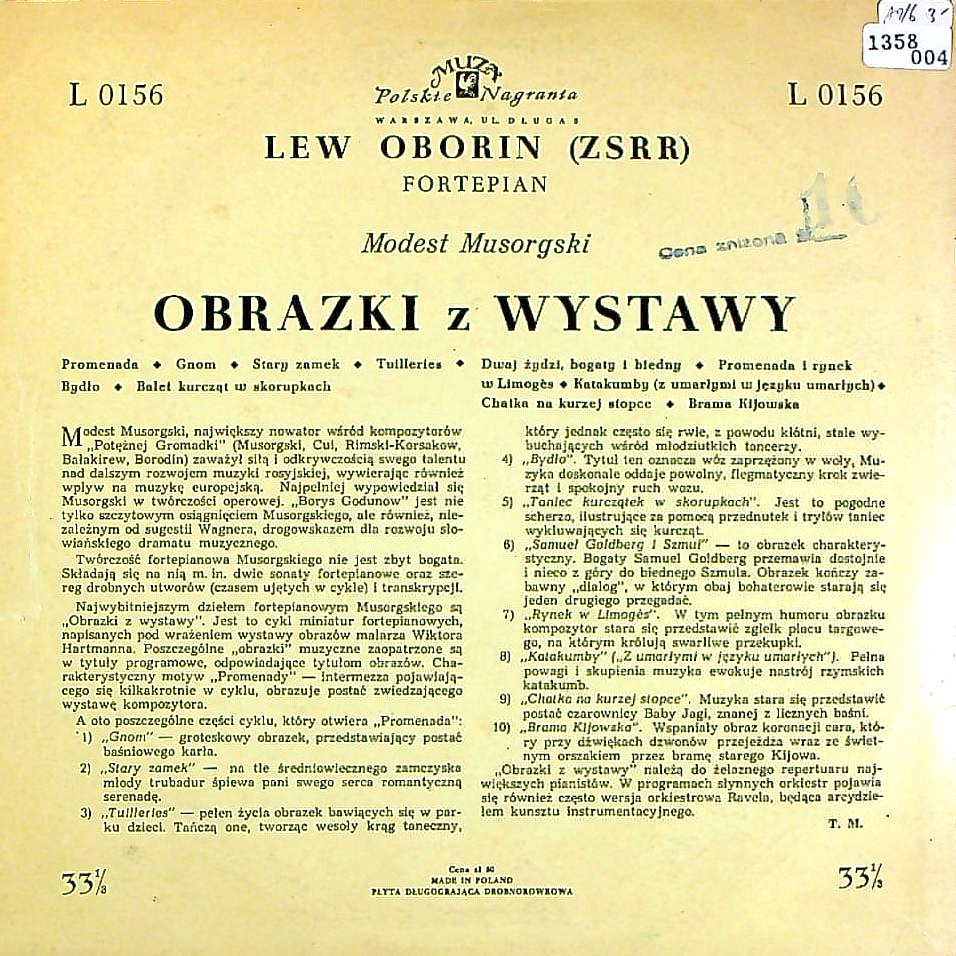 1358
004
L 0156
MUZA
Polskie Nagrania
L 0156
WARSZAWA, UL. DŁUGA 5
LEW OBORIN (ZSRR)
FORTEPIAN
Modest Musorgski
Cena zniżona
OBRAZKI z WYSTAWY
Promenada ◆ Gnom ◆ Stary zamek ◆ Tuilleries ◆
Bydło ◆ Balet kurcząt w skorupkach
Dwaj żydzi, bogaty i biedny ◆ Promenada i rynek
w Limogès ◆ Katakumby (z umarłymi w języku umarłych) ◆
Chatka na kurzej stopce ◆ Brama Kijowska
Modest Musorgski, największy nowator wśród kompozytorów
„Potężnej Gromadki" (Musorgski, Cui, Rimski-Korsakow,
Bałakirew, Borodin) zaważył siłą i odkrywczością swego talentu
nad dalszym rozwojem muzyki rosyjskiej, wywierając również
wpływ na muzykę europejską. Najpełniej wypowiedział się
Musorgski w twórczości operowej. „Borys Godunow" jest nie
tylko szczytowym osiągnięciem Musorgskiego, ale również, nie-
zależnym od sugestii Wagnera, drogowskazem dla rozwoju sło-
wiańskiego dramatu muzycznego.
Twórczość fortepianowa Musorgskiego nie jest zbyt bogata.
Składają się na nią m. in. dwie sonaty fortepianowe oraz sze-
reg drobnych utworów (czasem ujętych w cykle) i transkrypcji.
Najwybitniejszym dziełem fortepianowym Musorgskiego są
„Obrazki z wystawy". Jest to cykl miniatur fortepianowych,
napisanych pod wrażeniem wystawy obrazów malarza Wiktora
Hartmanna. Poszczególne „obrazki" muzyczne zaopatrzone są
w tytuły programowe, odpowiadające tytułom obrazów. Cha-
rakterystyczny motyw „Promenady" — intermezza pojawiają-
cego się kilkakrotnie w cyklu, obrazuje postać zwiedzającego
wystawę kompozytora.
A oto poszczególne części cyklu, który otwiera „Promenada":
1) „Gnom" — groteskowy obrazek, przedstawiający postać
baśniowego karła.
2) „Stary zamek" — na tle średniowiecznego zamczyska
młody trubadur śpiewa pani swego serca romantyczną
serenadę.
3) „Tuilleries" — pełen życia obrazek bawiących się w par-
ku dzieci. Tańczą one, tworząc wesoły krąg taneczny,
który jednak często się rwie, z powodu kłótni, stale wy-
buchających wśród młodziutkich tancerzy.
4) „Bydło". Tytuł ten oznacza wóz zaprzężony w woły. Mu-
zyka doskonale oddaje powolny, flegmatyczny krok zwie-
rząt i spokojny ruch wozu.
5) „Taniec kurczątek w skorupkach". Jest to pogodne
scherzo, ilustrujące za pomocą przednutek i trylów taniec
wykluwających się kurcząt.
6) „Samuel Goldberg i Szmul" — to obrazek charaktery-
styczny. Bogaty Samuel Goldberg przemawia dostojnie
i nieco z góry do biednego Szmula. Obrazek kończy za-
bawny „dialog", w którym obaj bohaterowie starają się
jeden drugiego przegadać.
7) „Rynek w Limogès". W tym pełnym humoru obrazku
kompozytor stara się przedstawić zgiełk placu targowe-
go, na którym królują swarliwe przekupki.
8) „Katakumby" („Z umarłymi w języku umarłych"). Pełna
powagi i skupienia muzyka ewokuje nastrój rzymskich
katakumb.
9) „Chatka na kurzej stopce". Muzyka stara się przedstawić
postać czarownicy Baby Jagi, znanej z licznych baśni.
10) „Brama Kijowska". Wspaniały obraz koronacji cara, któ-
ry przy dźwiękach dzwonów przejeżdża wraz ze świet-
nym orszakiem przez bramę starego Kijowa.
„Obrazki z wystawy" należą do żelaznego repertuaru naj-
większych pianistów. W programach słynnych orkiestr pojawia
się również często wersja orkiestrowa Ravela, będąca arcydzie-
łem kunsztu instrumentacyjnego.
T. M.
33⅓
Cena zł 80
MADE IN POLAND
PŁYTA DŁUGOGRAJĄCA DROBNOROWKOWA
33⅓